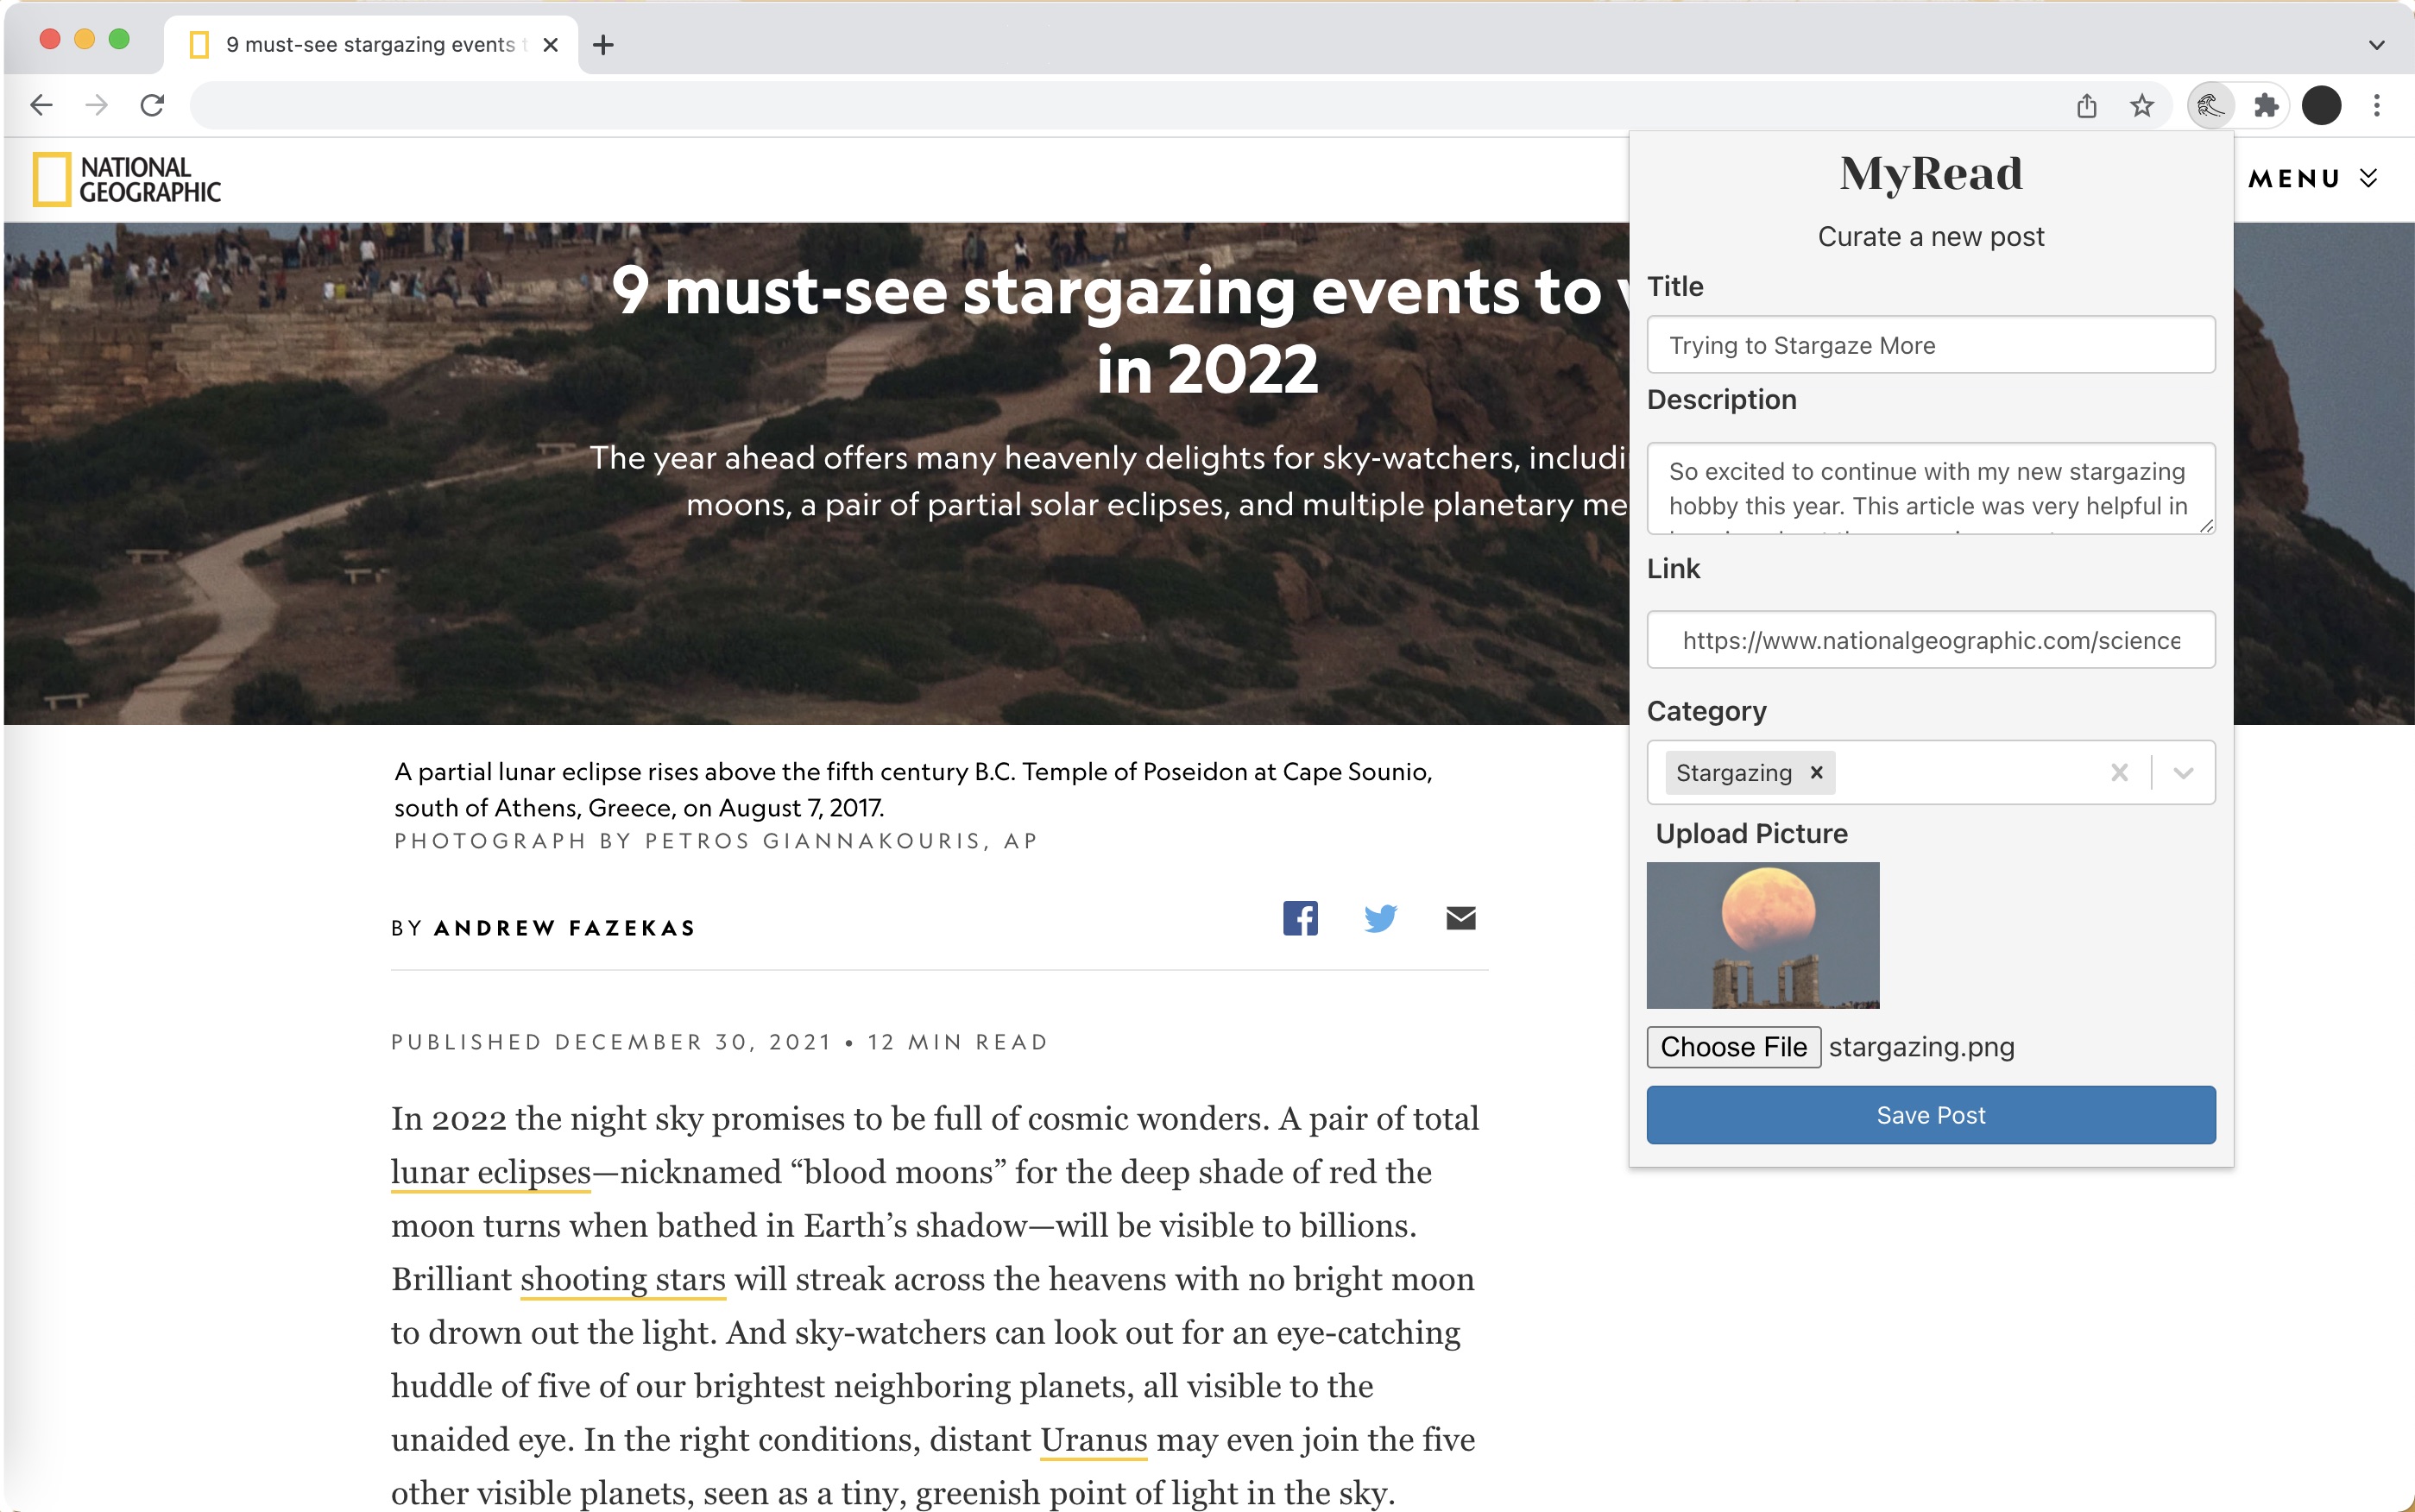 9 must-see stargazing events
NATIONAL
GEOGRAPHIC
MENU
9 must-see stargazing events to
in 2022
The year ahead offers many heavenly delights for sky-watchers,
moons, a pair of partial solar eclipses, and multiple planetary
A partial lunar eclipse rises above the fifth century B.C. Temple of Poseidon at Cape Sounio,
south of Athens, Greece, on August 7, 2017.
PHOTOGRAPH BY PETROS GIANNAKOURIS, AP
BY ANDREW FAZEKAS
PUBLISHED DECEMBER 30, 2021 • 12 MIN READ
In 2022 the night sky promises to be full of cosmic wonders. A pair of total
lunar eclipses—nicknamed “blood moons” for the deep shade of red the
moon turns when bathed in Earth’s shadow—will be visible to billions.
Brilliant shooting stars will streak across the heavens with no bright moon
to drown out the light. And sky-watchers can look out for an eye-catching
huddle of five of our brightest neighboring planets, all visible to the
unaided eye. In the right conditions, distant Uranus may even join the five
other visible planets, seen as a tiny, greenish point of light in the sky.
MyRead
Curate a new post
Title
Trying to Stargaze More
Description
So excited to continue with my new stargazing
hobby this year. This article was very helpful in
Link
https://www.nationalgeographic.com/science
Category
Stargazing
Upload Picture
Choose File stargazing.png
Save Post